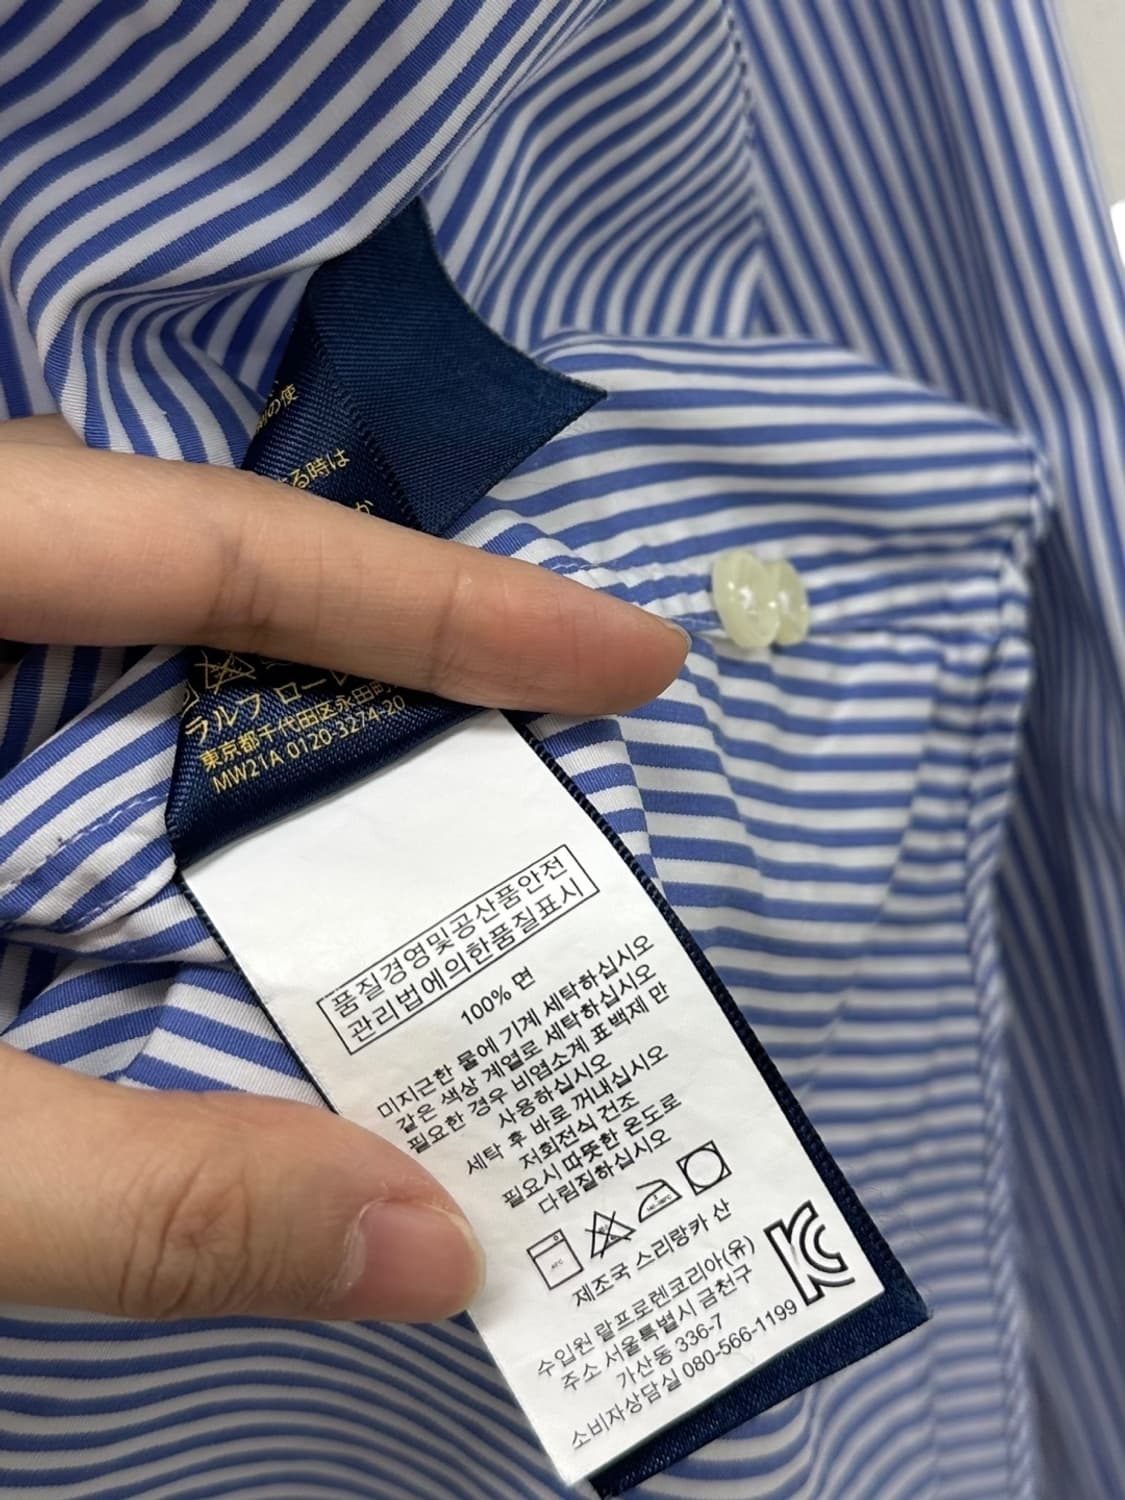 の使
る時は
か
ラルフ ローレ
東京都千代田区永田町
MW21A 0120-3274-20
품질경영및공산품안전
관리법에의한품질표시
100% 면
미지근한 물에 기계 세탁하십시오
같은 색상 계열로 세탁하십시오
필요한 경우 비염소계 표백제 만
사용하십시오
세탁 후 바로 꺼내십시오
저회전식 건조
필요시 따뜻한 온도로
다림질하십시오
제조국 스리랑카 산
수입원 랄프로렌코리아(유)
주소 서울특별시 금천구
가산동 336-7
소비자상담실 080-566-1199